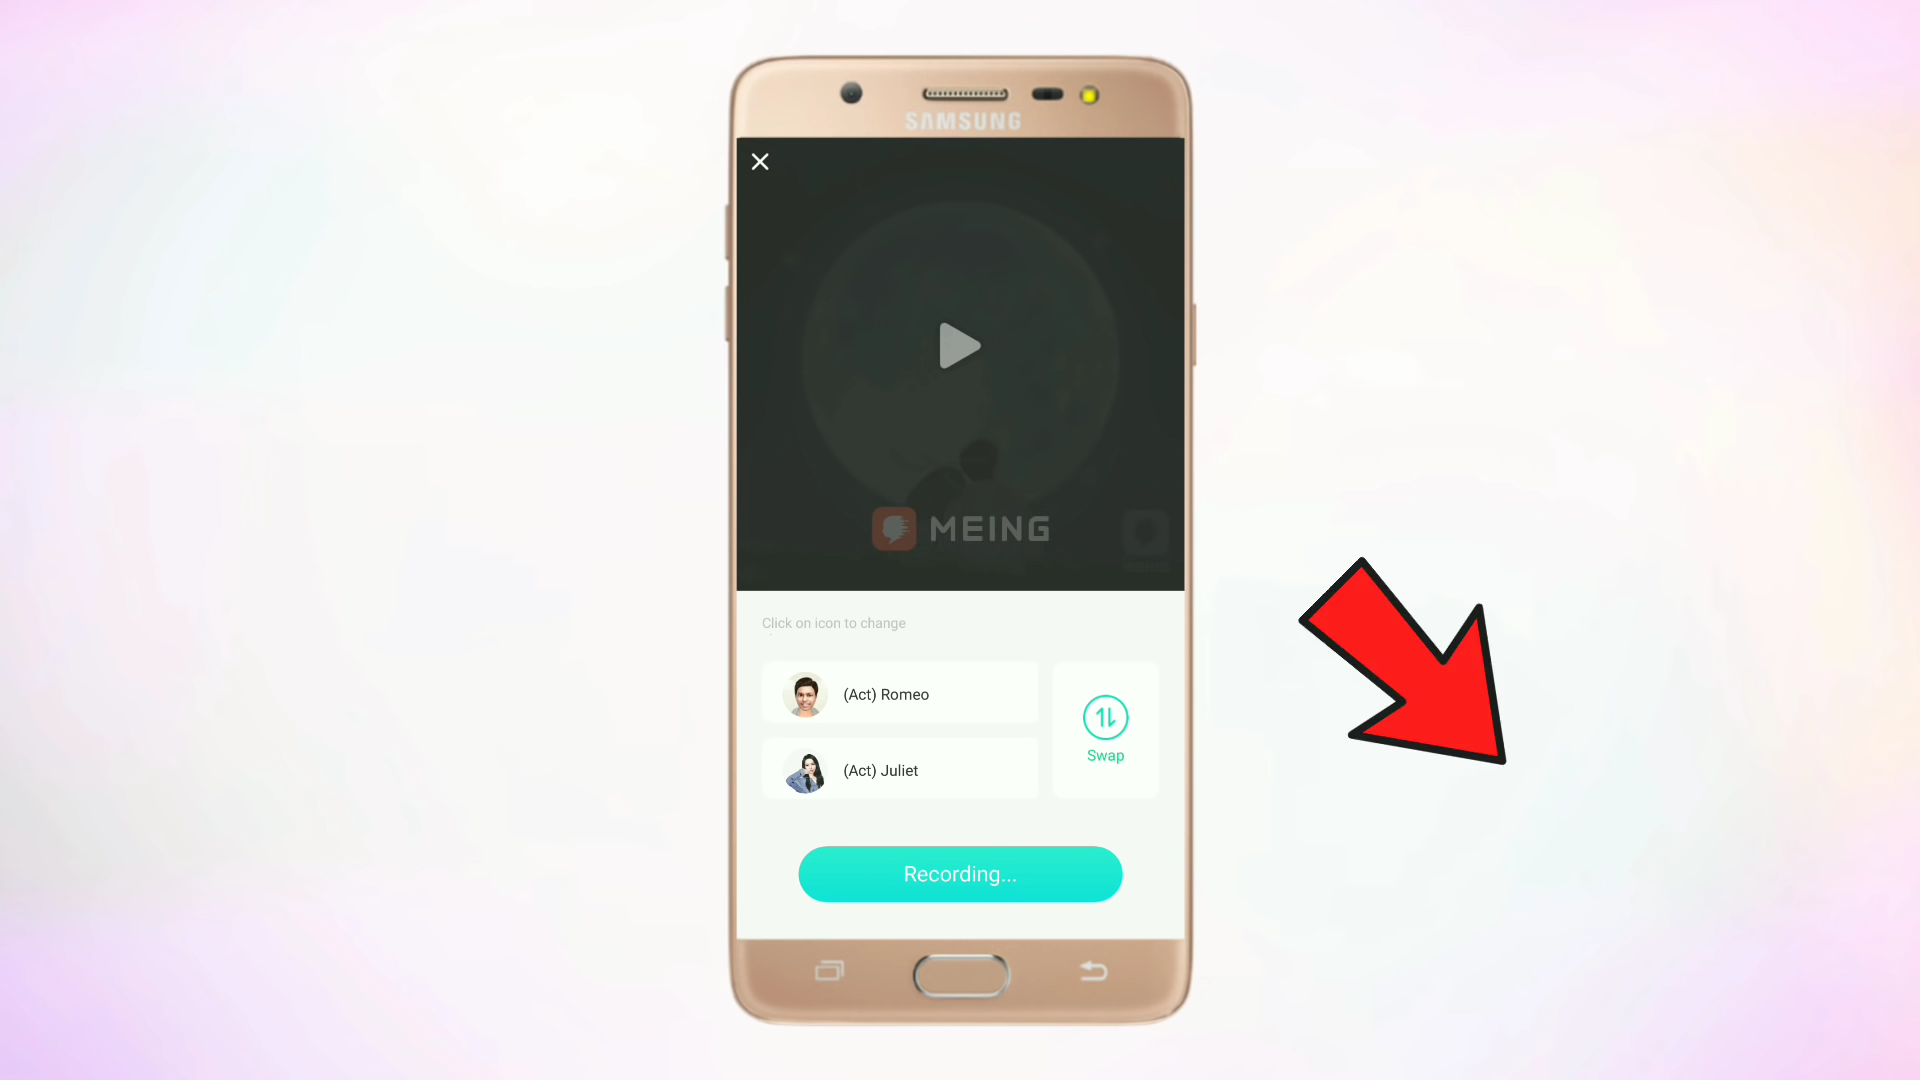 SAMSUNG
MEING
Click on icon to change
(Act) Romeo
(Act) Juliet
Swap
Recording...